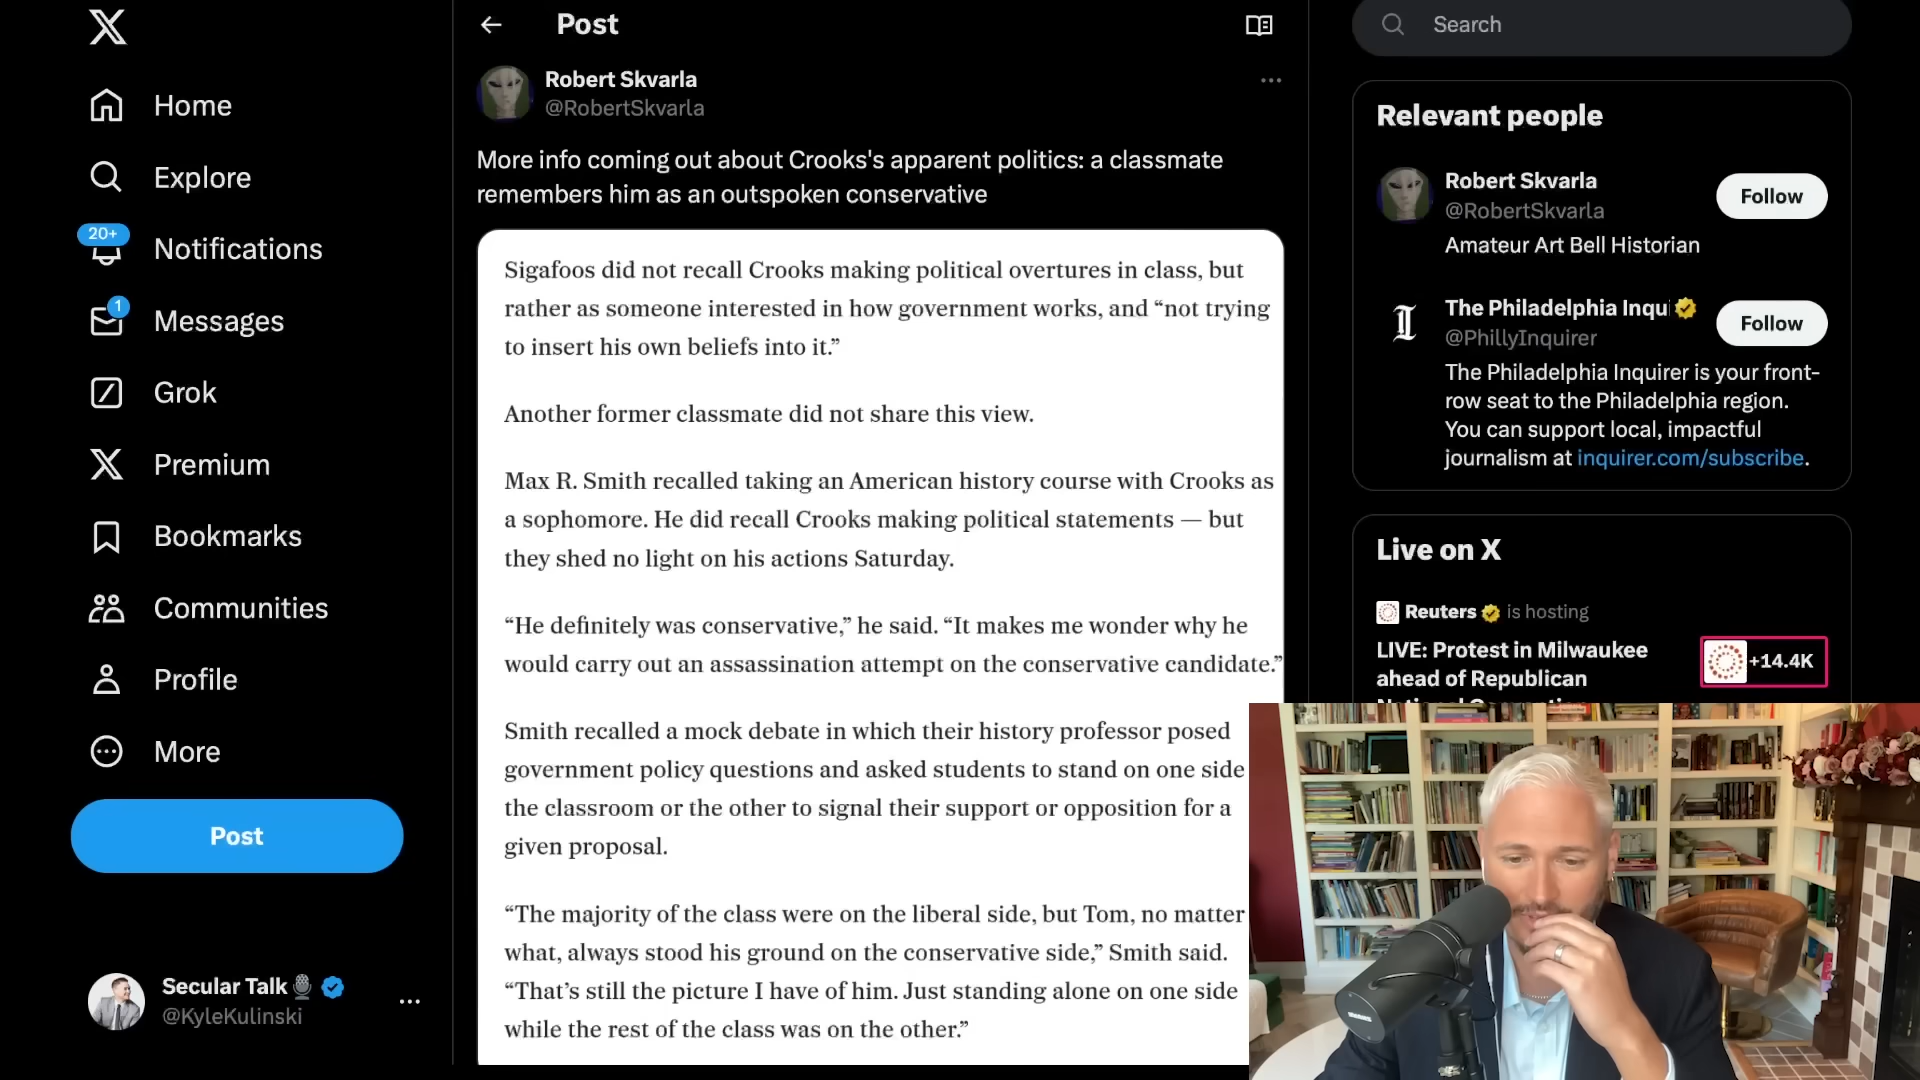 Home
Explore
20+
Notifications
1
Messages
Grok
Premium
Bookmarks
Communities
Profile
More
Post
Secular Talk
@KyleKulinski
Post
Robert Skvarla
@RobertSkvarla
More info coming out about Crooks's apparent politics: a classmate
remembers him as an outspoken conservative
Sigafoos did not recall Crooks making political overtures in class, but
rather as someone interested in how government works, and “not trying
to insert his own beliefs into it.”
Another former classmate did not share this view.
Max R. Smith recalled taking an American history course with Crooks as
a sophomore. He did recall Crooks making political statements — but
they shed no light on his actions Saturday.
“He definitely was conservative,” he said. “It makes me wonder why he
would carry out an assassination attempt on the conservative candidate.”
Smith recalled a mock debate in which their history professor posed
government policy questions and asked students to stand on one side
the classroom or the other to signal their support or opposition for a
given proposal.
“The majority of the class were on the liberal side, but Tom, no matter
what, always stood his ground on the conservative side,” Smith said.
“That’s still the picture I have of him. Just standing alone on one side
while the rest of the class was on the other.”
Search
Relevant people
Robert Skvarla
@RobertSkvarla
Follow
Amateur Art Bell Historian
The Philadelphia Inqui
@PhillyInquirer
Follow
The Philadelphia Inquirer is your front-
row seat to the Philadelphia region.
You can support local, impactful
journalism at inquirer.com/subscribe.
Live on X
Reuters is hosting
LIVE: Protest in Milwaukee
ahead of Republican
+14.4K